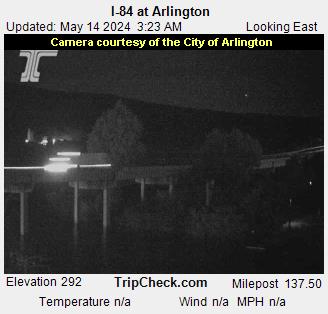 I-84 at Arlington
Updated: May 14 2024 3:23 AM Looking East
Camera courtesy of the City of Arlington
Elevation 292 TripCheck.com Milepost 137.50
Temperature n/a Wind n/a MPH n/a